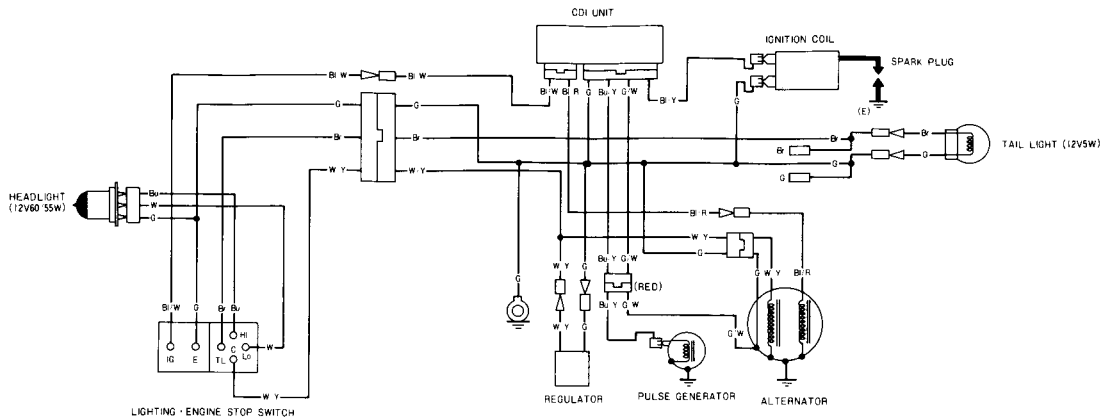 CDI UNIT
IGNITION COIL
SPARK PLUG
(E)
TAIL LIGHT (12V5W)
Bl/W
Bl/W
Bl/W
Bl/R
G
Bu/Y
G/W
Bl/Y
Bl/Y
G
G
G
Br
Br
Br
Br
Br
G
G
G
W/Y
W/Y
HEADLIGHT
(12V60/55W)
Bu
W
G
Bl/R
W/Y
G
W/Y
G
Bu/Y
G/W
G
W/Y
Bl/R
G
(RED)
Bl/W
G
Br
Bu
Bu/Y
G/W
W/Y
G
G/W
HI
IG
E
TL
C
Lo
W
W/Y
REGULATOR
PULSE GENERATOR
ALTERNATOR
LIGHTING · ENGINE STOP SWITCH